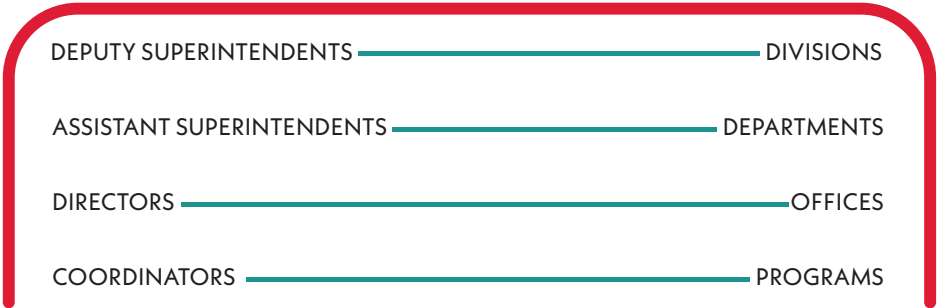 DEPUTY SUPERINTENDENTS DIVISIONS
ASSISTANT SUPERINTENDENTS DEPARTMENTS
DIRECTORS OFFICES
COORDINATORS PROGRAMS